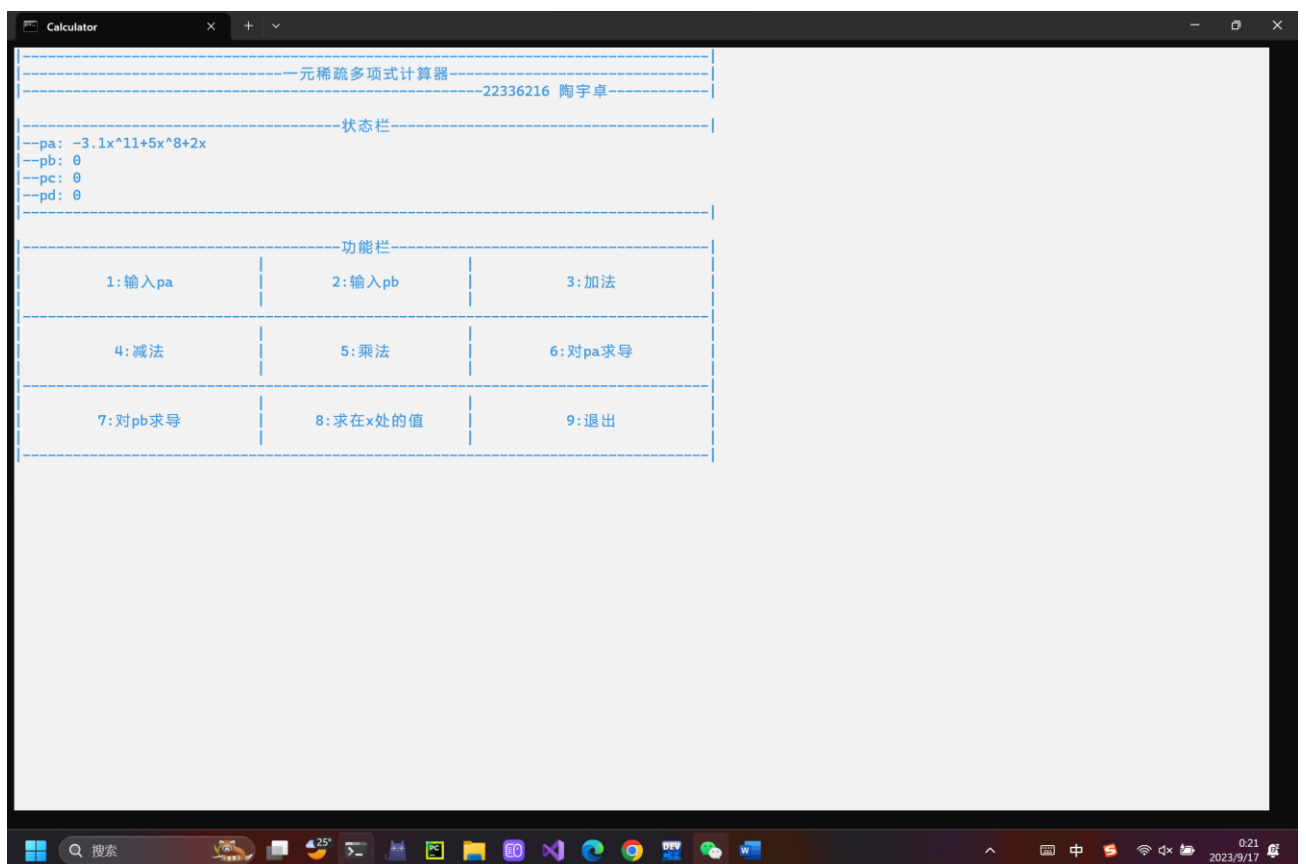 Calculator
|----------------------------------------------------------------------------------|
|-------------------------------一元稀疏多项式计算器-------------------------------|
|-------------------------------------------------------22336216 陶宇卓------------|
|--------------------------------------状态栏--------------------------------------|
|--pa: -3.1x^11+5x^8+2x
|--pb: 0
|--pc: 0
|--pd: 0
|----------------------------------------------------------------------------------|
|--------------------------------------功能栏--------------------------------------|
1:输入pa | 2:输入pb | 3:加法
|----------------------------------------------------------------------------------|
4:减法 | 5:乘法 | 6:对pa求导
|----------------------------------------------------------------------------------|
7:对pb求导 | 8:求在x处的值 | 9:退出
|----------------------------------------------------------------------------------|
搜索 25° PC DEV 中 0:21
2023/9/17